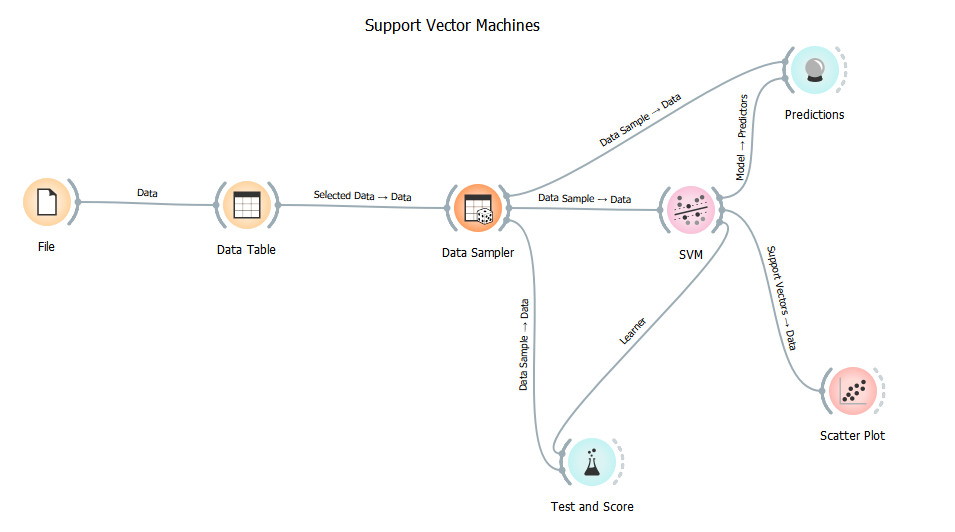 Support Vector Machines
Predictions
Data Sample → Data
Model → Predictors
File
Data
Data Table
Selected Data → Data
Data Sampler
Data Sample → Data
SVM
Data Sample → Data
Learner
Support Vectors → Data
Scatter Plot
Test and Score